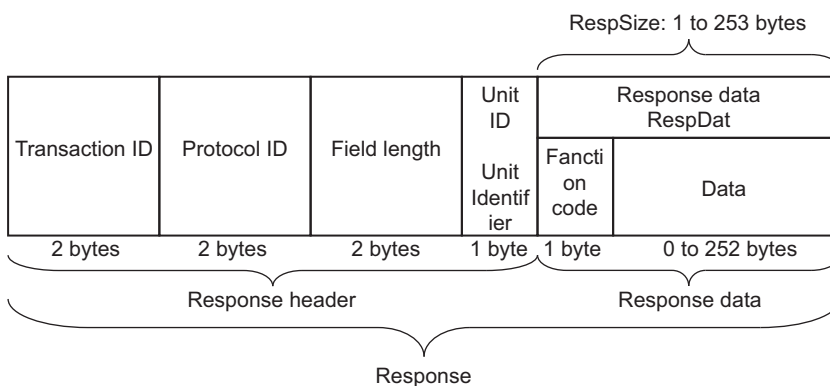 RespSize: 1 to 253 bytes
Transaction ID
Protocol ID
Field length
Unit
ID
Unit
Identif
ier
Response data
RespDat
Fancti
on
code
Data
2 bytes
2 bytes
2 bytes
1 byte
1 byte
0 to 252 bytes
Response header
Response data
Response